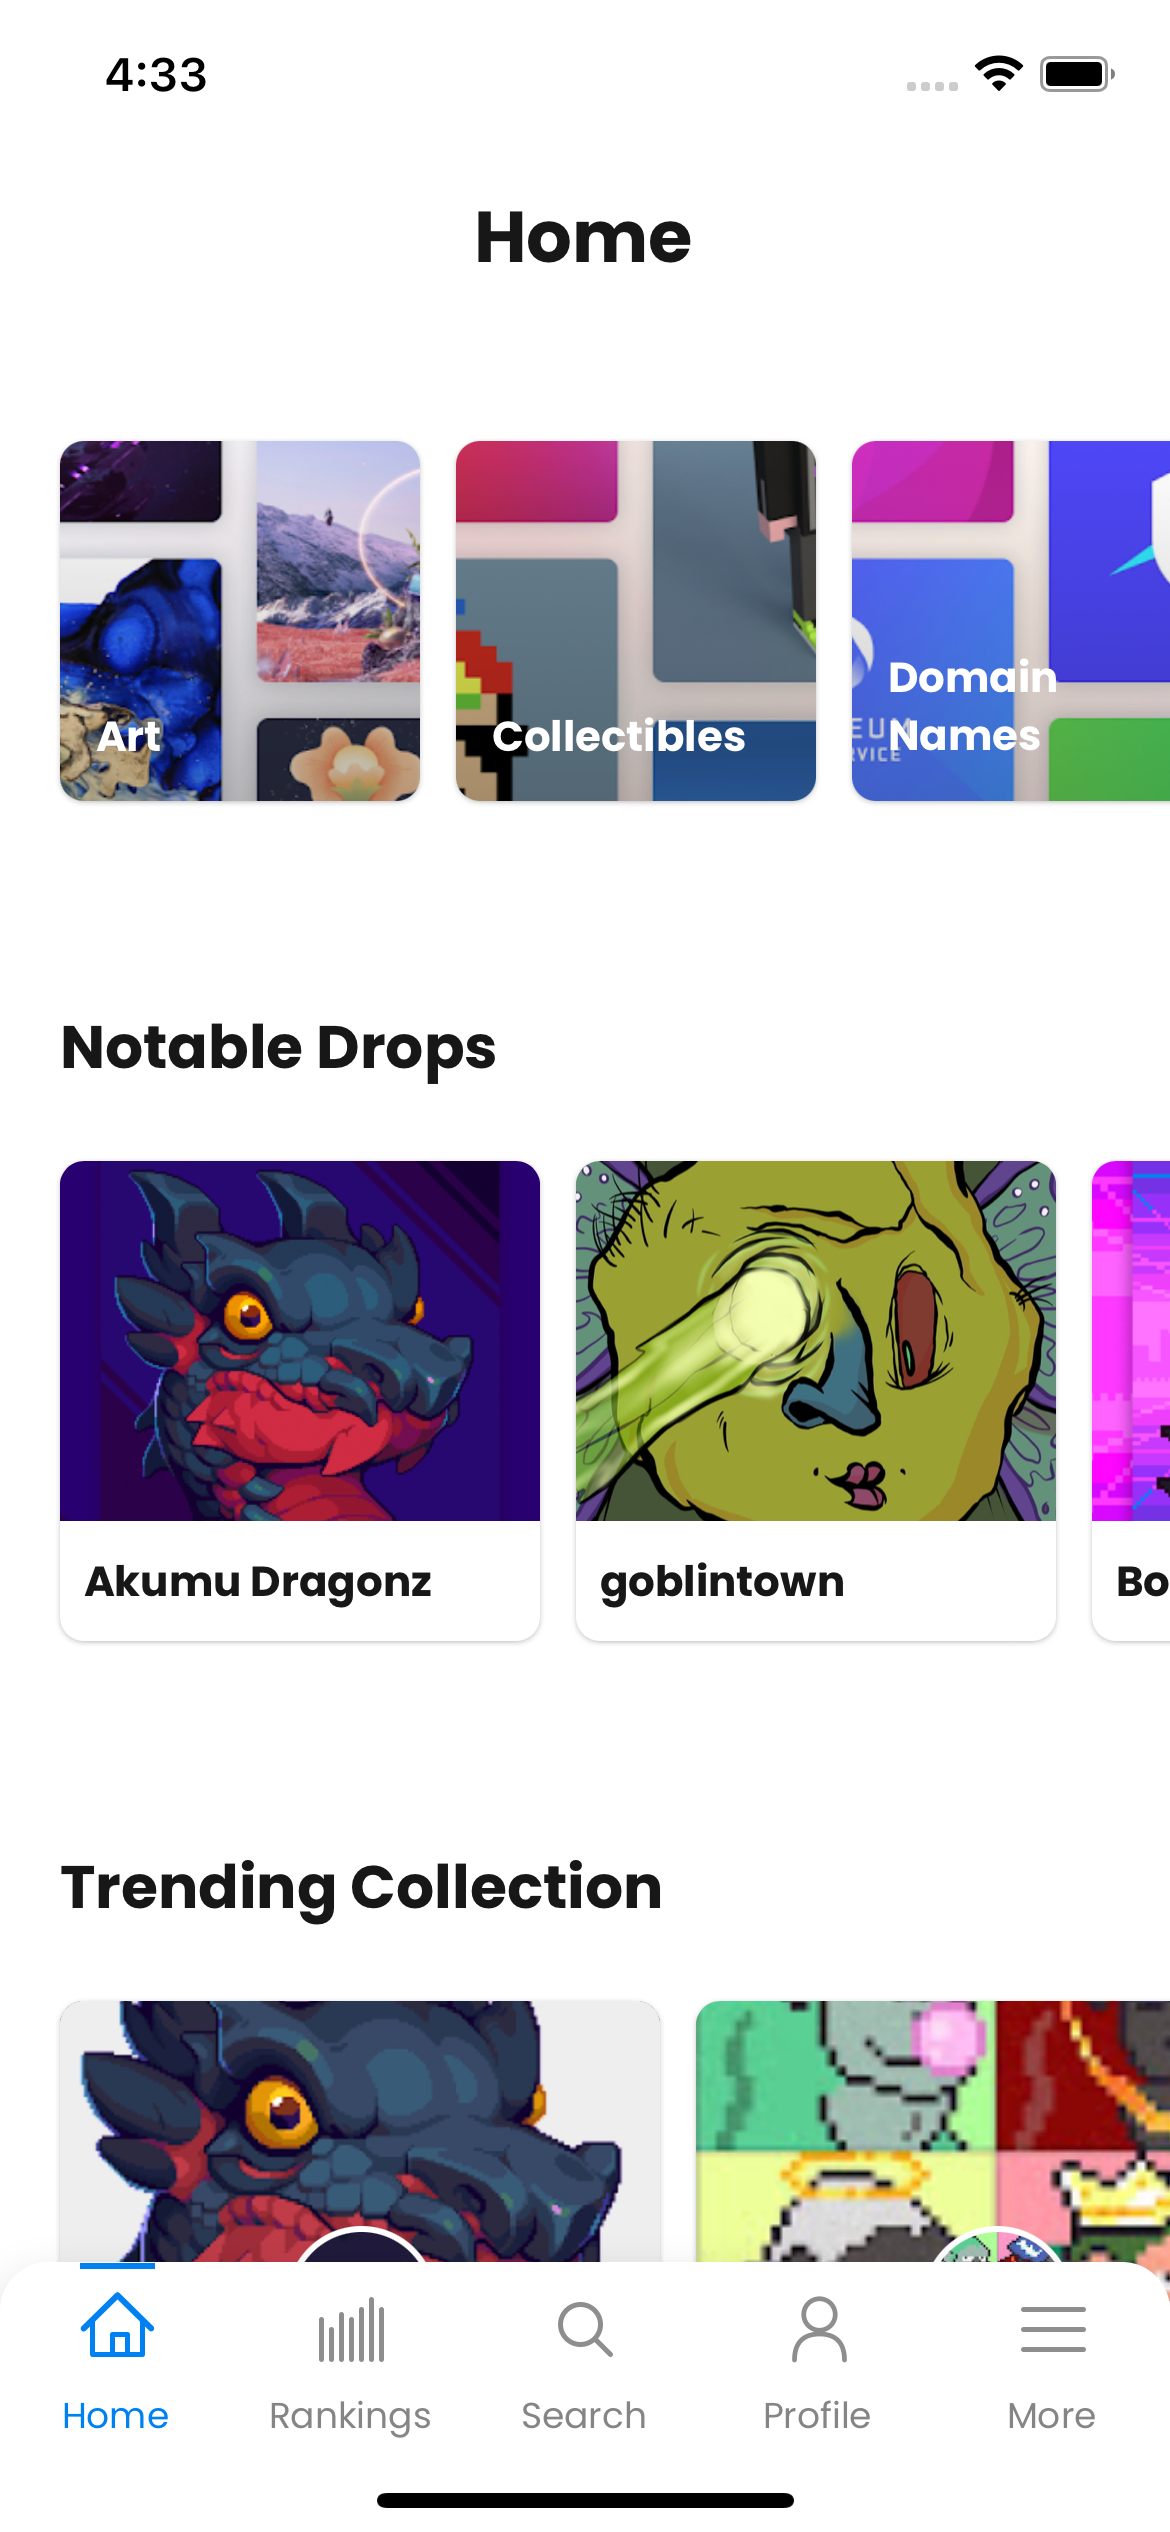 4:33
Home
Art
Collectibles
Domain
Names
Notable Drops
Akumu Dragonz
goblintown
Bo
Trending Collection
Home
Rankings
Search
Profile
More